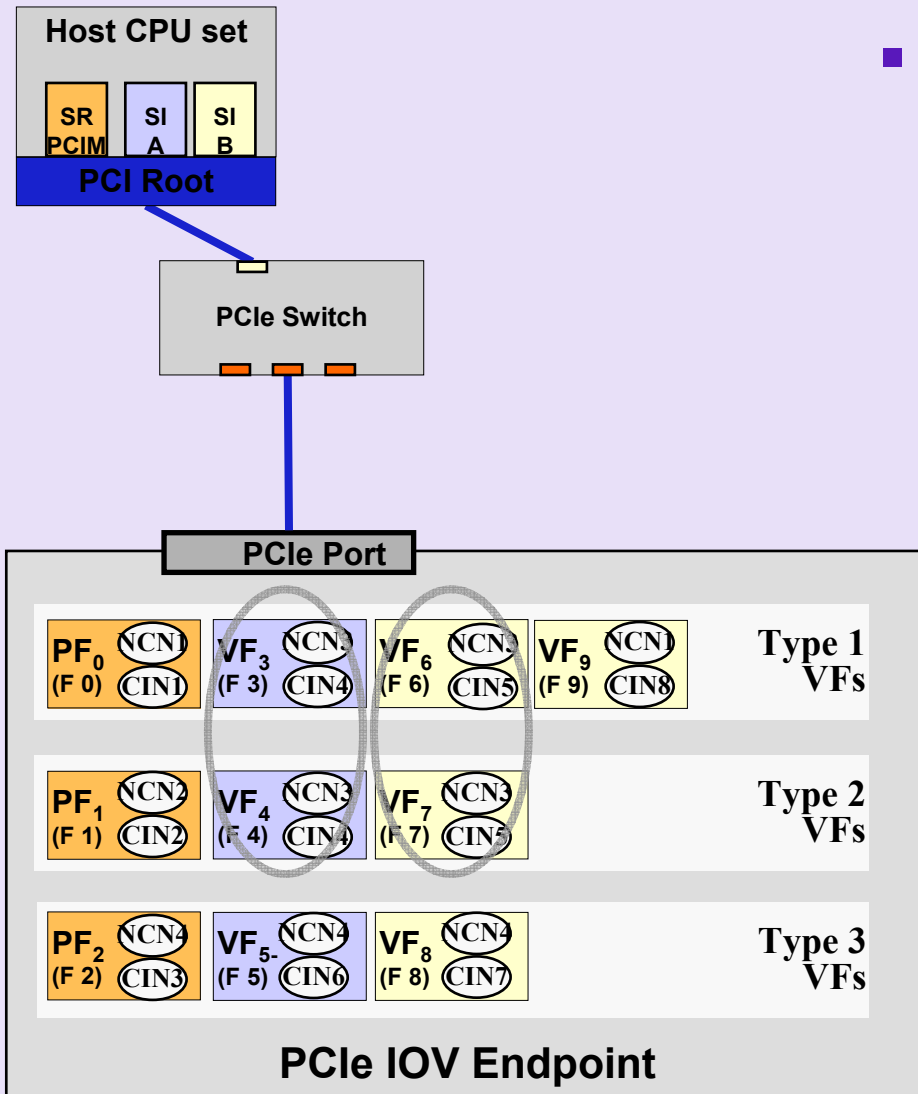 Host CPU set
SR PCIM
SI A
SI B
PCI Root
PCIe Switch
PCIe Port
PF0 (F 0) NCN1 CIN1
VF3 (F 3) NCN3 CIN4
VF6 (F 6) NCN3 CIN5
VF9 (F 9) NCN1 CIN8
Type 1 VFs
PF1 (F 1) NCN2 CIN2
VF4 (F 4) NCN3 CIN4
VF7 (F 7) NCN3 CIN5
Type 2 VFs
PF2 (F 2) NCN4 CIN3
VF5- (F 5) NCN4 CIN6
VF8 (F 8) NCN4 CIN7
Type 3 VFs
PCIe IOV Endpoint